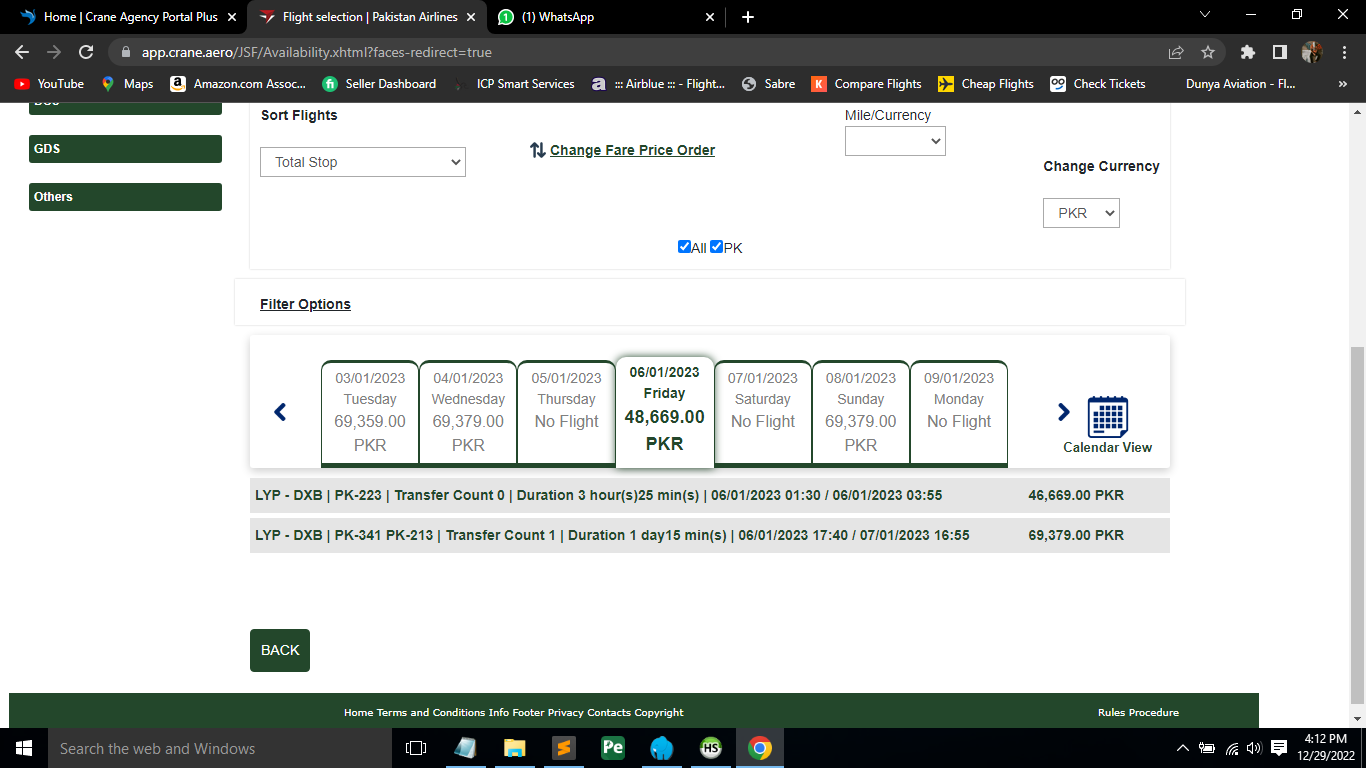 Home | Crane Agency Portal Plus
Flight selection | Pakistan Airlines
(1) WhatsApp
app.crane.aero/JSF/Availability.xhtml?faces-redirect=true
YouTube Maps Amazon.com Assoc... Seller Dashboard ICP Smart Services ::: Airblue ::: - Flight... Sabre Compare Flights Cheap Flights Check Tickets Dunya Aviation - Fl... »
GDS
Others
Sort Flights
Total Stop
Change Fare Price Order
Mile/Currency
Change Currency
PKR
All PK
Filter Options
03/01/2023
Tuesday
69,359.00
PKR
04/01/2023
Wednesday
69,379.00
PKR
05/01/2023
Thursday
No Flight
06/01/2023
Friday
48,669.00
PKR
07/01/2023
Saturday
No Flight
08/01/2023
Sunday
69,379.00
PKR
09/01/2023
Monday
No Flight
Calendar View
LYP - DXB | PK-223 | Transfer Count 0 | Duration 3 hour(s)25 min(s) | 06/01/2023 01:30 / 06/01/2023 03:55 46,669.00 PKR
LYP - DXB | PK-341 PK-213 | Transfer Count 1 | Duration 1 day15 min(s) | 06/01/2023 17:40 / 07/01/2023 16:55 69,379.00 PKR
BACK
Home Terms and Conditions Info Footer Privacy Contacts Copyright
Rules Procedure
Search the web and Windows
Pe
HS
4:12 PM
12/29/2022